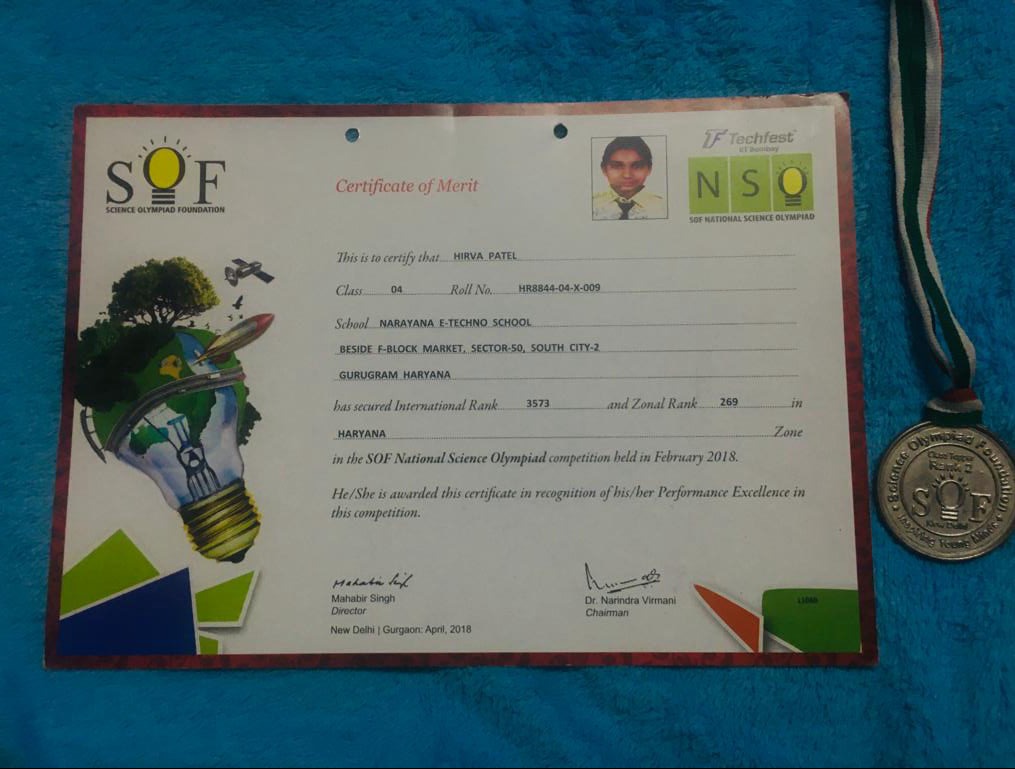 SOF
SCIENCE OLYMPIAD FOUNDATION
Certificate of Merit
Techfest
IIT Bombay
NSO
SOF NATIONAL SCIENCE OLYMPIAD
This is to certify that HIRVA PATEL
Class 04 Roll No. HR8844-04-X-009
School NARAYANA E-TECHNO SCHOOL
BESIDE F-BLOCK MARKET, SECTOR-50, SOUTH CITY-2
GURUGRAM HARYANA
has secured International Rank 3573 and Zonal Rank 269 in
HARYANA Zone
in the SOF National Science Olympiad competition held in February 2018.
He/She is awarded this certificate in recognition of his/her Performance Excellence in
this competition.
Mahabir Singh
Mahabir Singh
Director
New Delhi | Gurgaon: April, 2018
Dr. Narindra Virmani
Chairman
Science Olympiad Foundation
Class Topper
Rank 2
SOF
New Delhi
Inspiring Young Minds